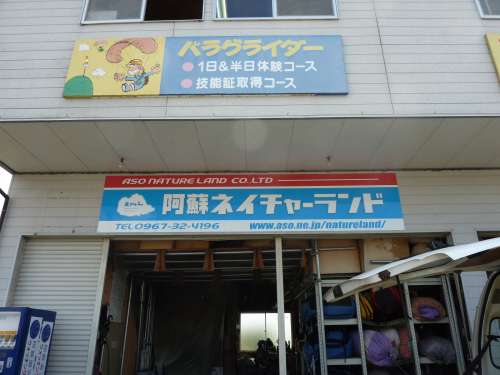 パラグライダー
● 1日&半日体験コース
● 技能証取得コース
ASO NATURE LAND CO.LTD
阿蘇ネイチャーランド
TEL0967-32-4196
www.aso.ne.jp/natureland/